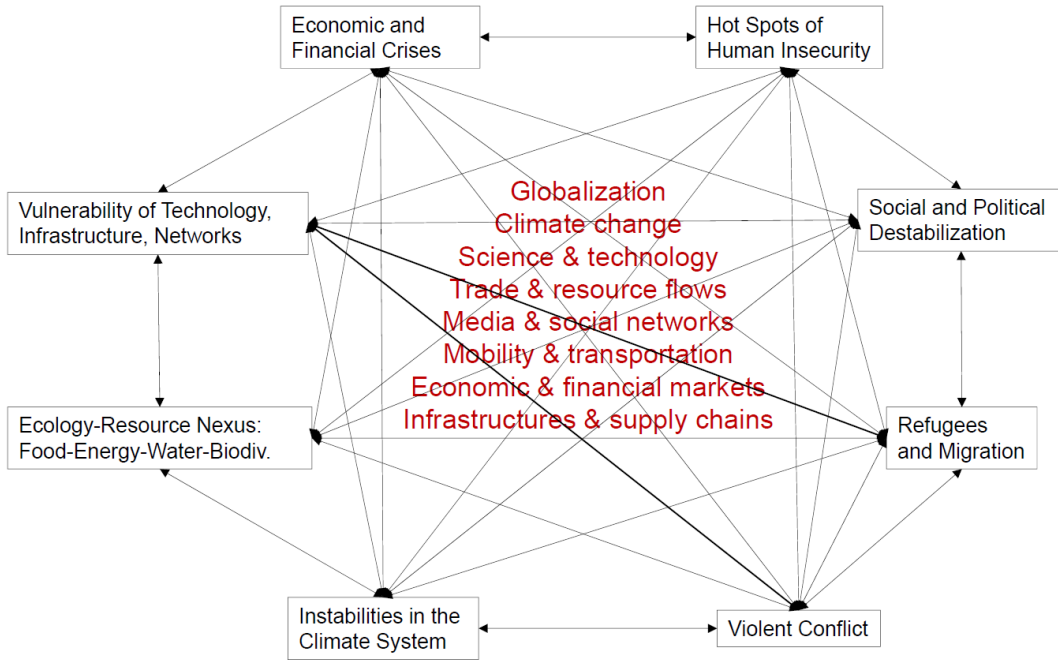 Economic and
Financial Crises
Hot Spots of
Human Insecurity
Vulnerability of Technology,
Infrastructure, Networks
Globalization
Climate change
Science & technology
Trade & resource flows
Media & social networks
Mobility & transportation
Economic & financial markets
Infrastructures & supply chains
Social and Political
Destabilization
Ecology-Resource Nexus:
Food-Energy-Water-Biodiv.
Refugees
and Migration
Instabilities in the
Climate System
Violent Conflict